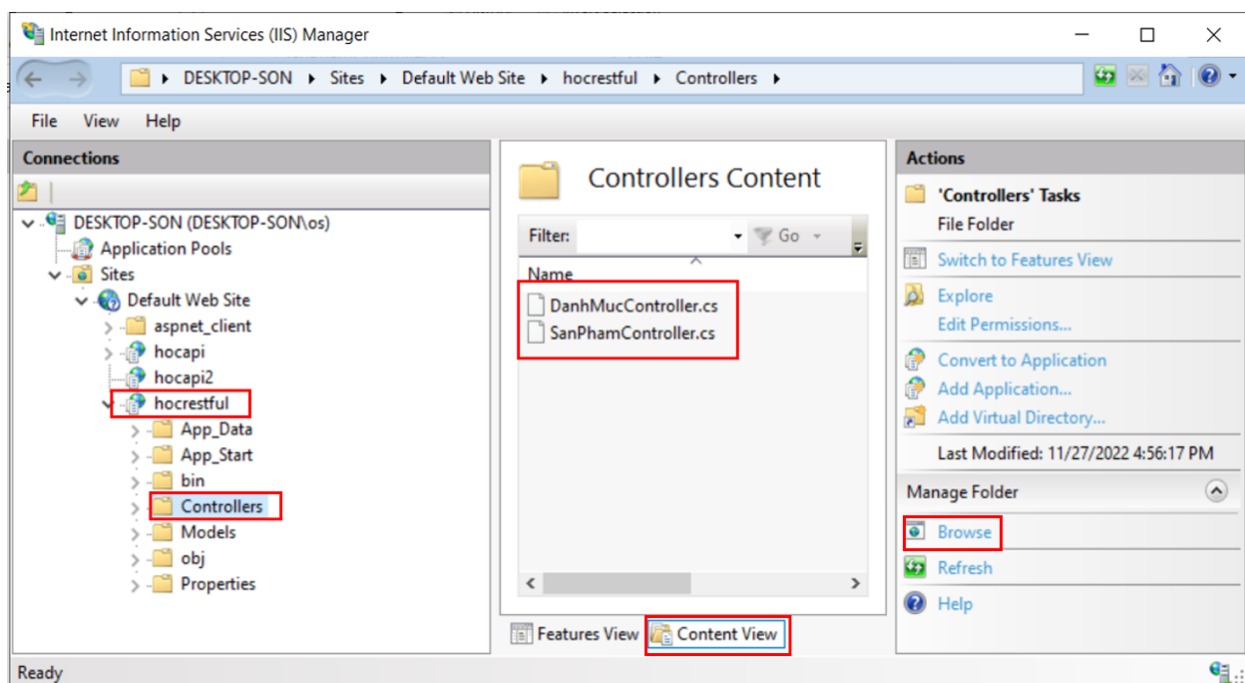 Internet Information Services (IIS) Manager
DESKTOP-SON Sites Default Web Site hocrestful Controllers
File View Help
Connections
DESKTOP-SON (DESKTOP-SON\os)
Application Pools
Sites
Default Web Site
aspnet_client
hocapi
hocapi2
hocrestful
App_Data
App_Start
bin
Controllers
Models
obj
Properties
Controllers Content
Filter: Go
Name
DanhMucController.cs
SanPhamController.cs
Features View Content View
Actions
'Controllers' Tasks
File Folder
Switch to Features View
Explore
Edit Permissions...
Convert to Application
Add Application...
Add Virtual Directory...
Last Modified: 11/27/2022 4:56:17 PM
Manage Folder
Browse
Refresh
Help
Ready